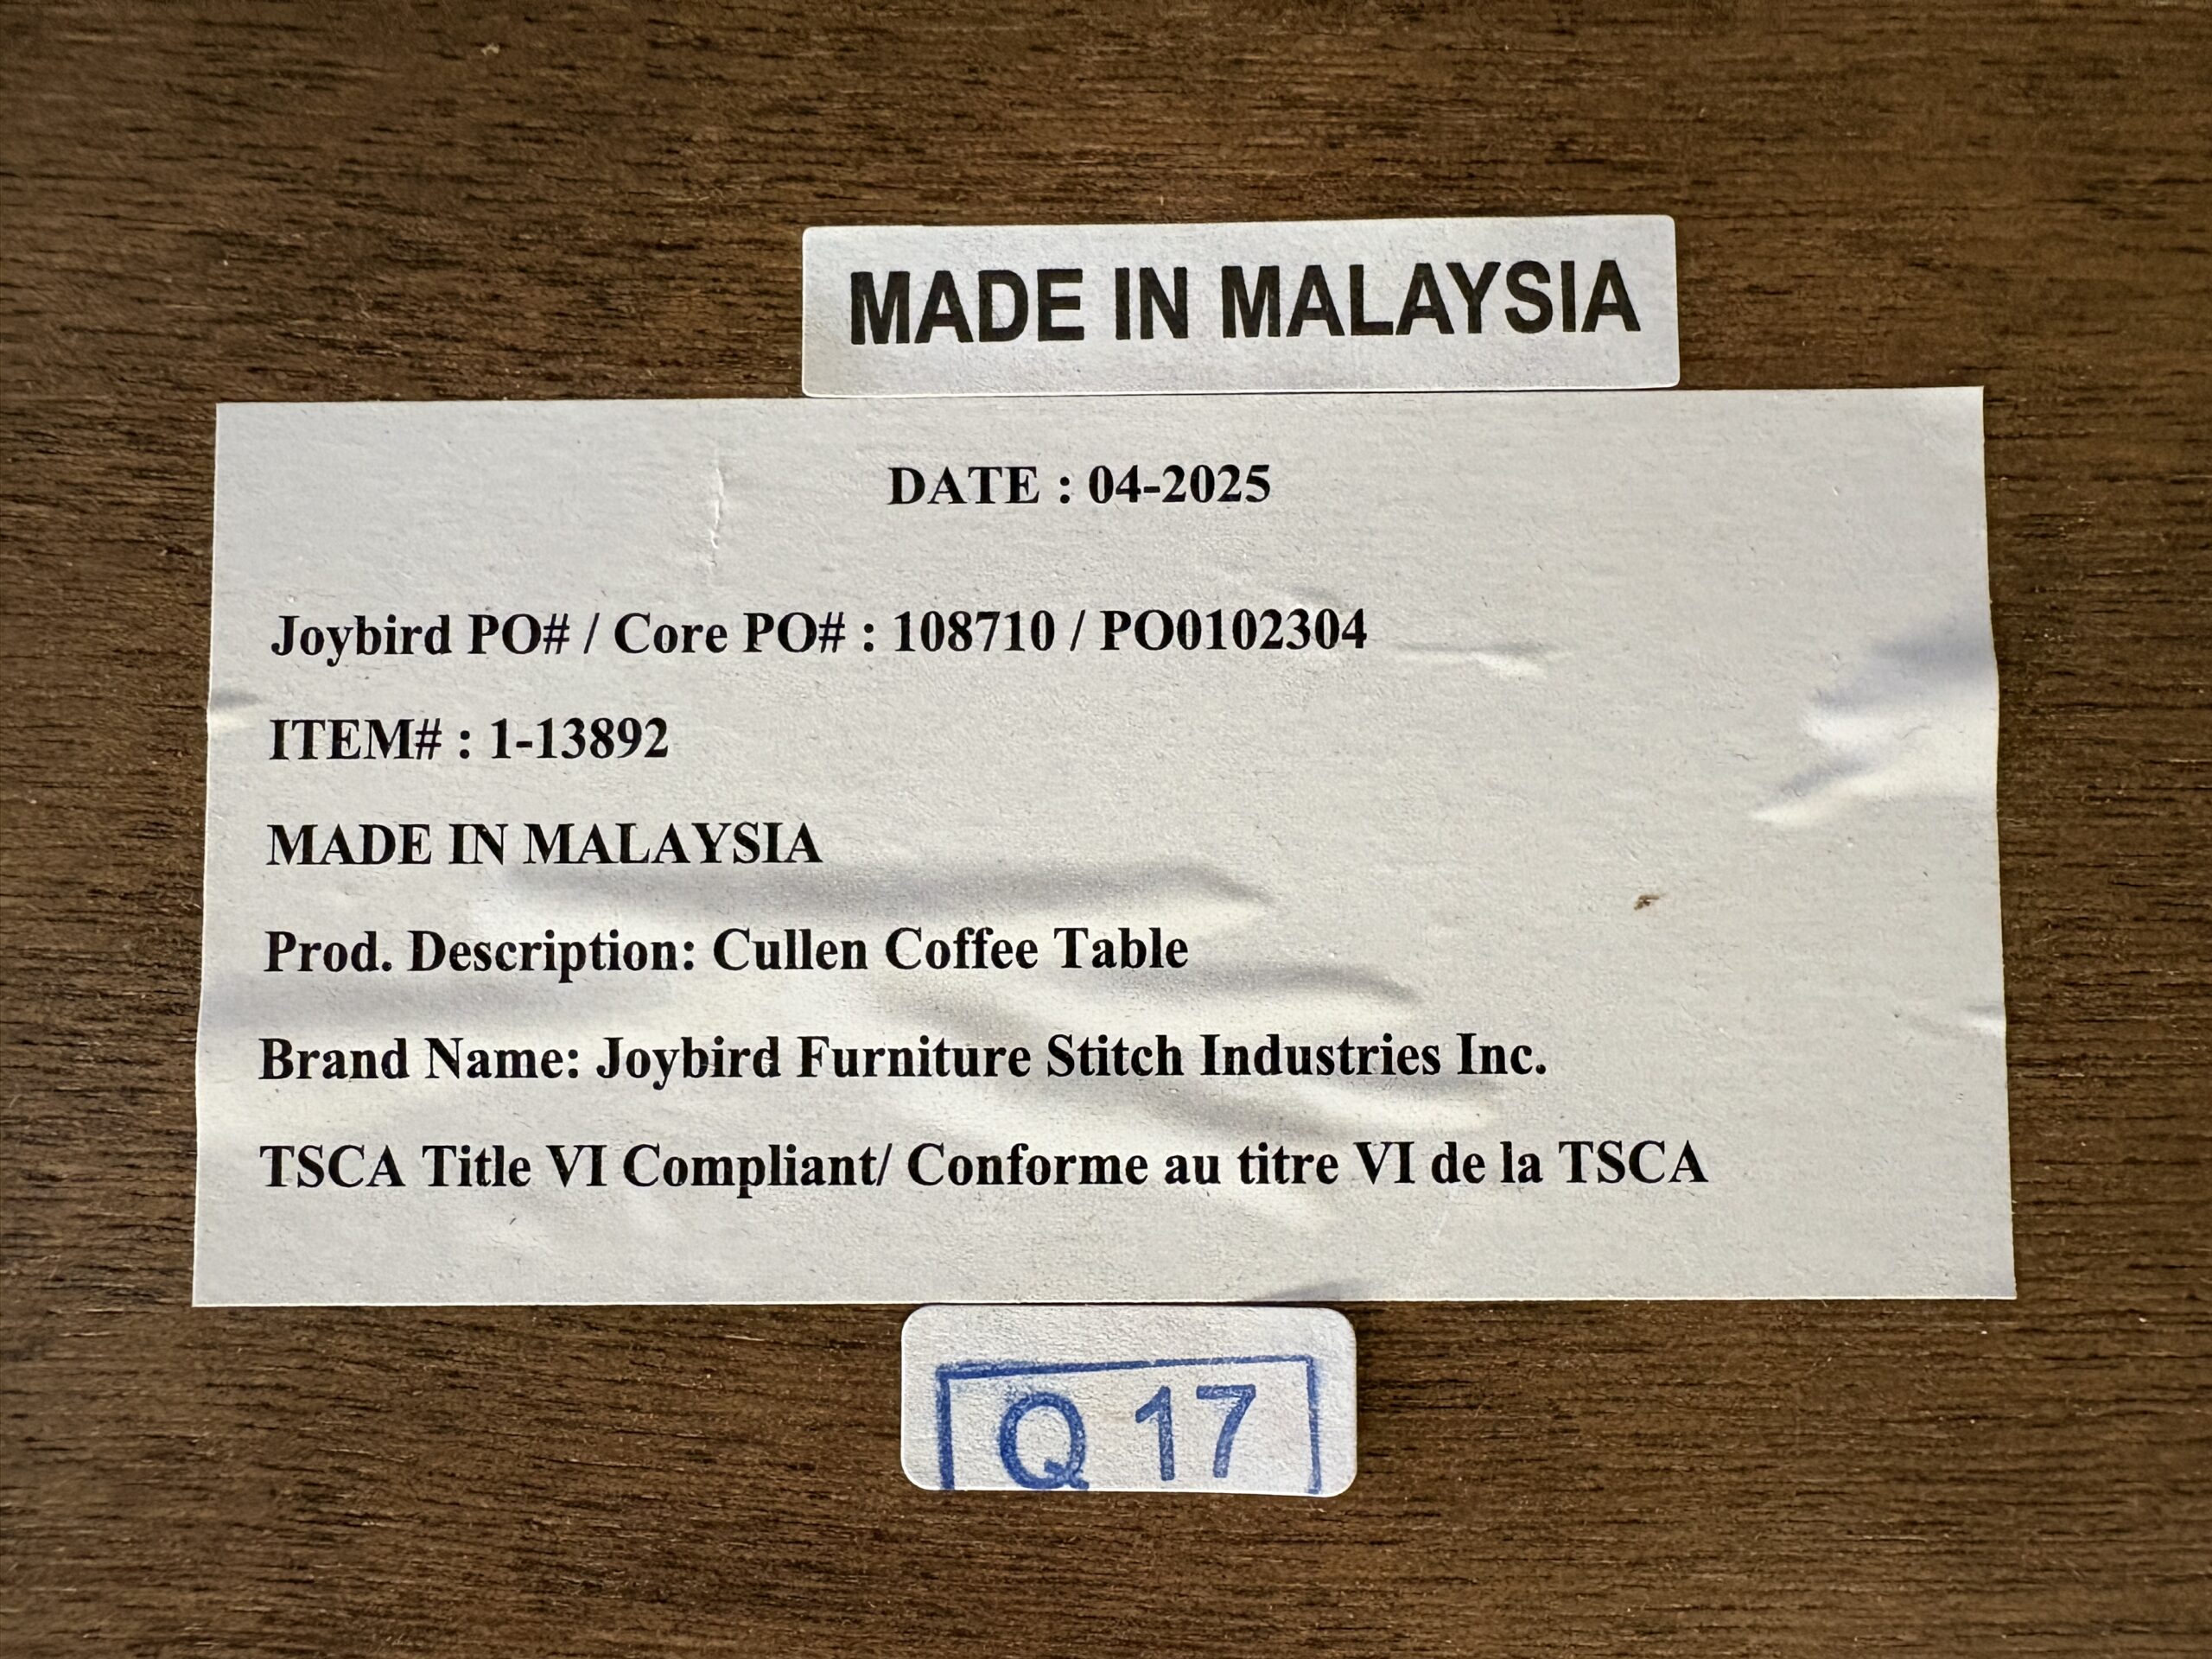 MADE IN MALAYSIA
DATE : 04-2025
Joybird PO# / Core PO# : 108710 / PO0102304
ITEM# : 1-13892
MADE IN MALAYSIA
Prod. Description: Cullen Coffee Table
Brand Name: Joybird Furniture Stitch Industries Inc.
TSCA Title VI Compliant/ Conforme au titre VI de la TSCA
Q 17